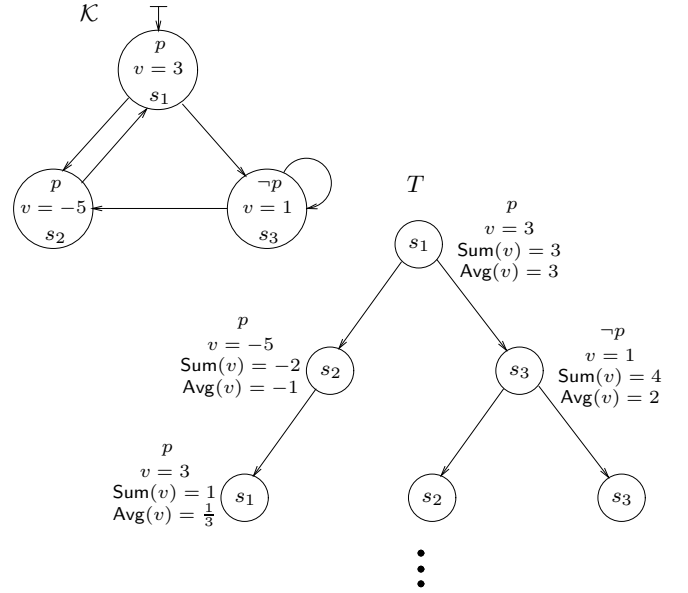 𝒦
p
v = 3
s₁
p
v = −5
s₂
¬p
v = 1
s₃
T
s₁
p
v = 3
Sum(v) = 3
Avg(v) = 3
p
v = −5
Sum(v) = −2
Avg(v) = −1
s₂
s₃
¬p
v = 1
Sum(v) = 4
Avg(v) = 2
p
v = 3
Sum(v) = 1
Avg(v) = 1/3
s₁
s₂
s₃